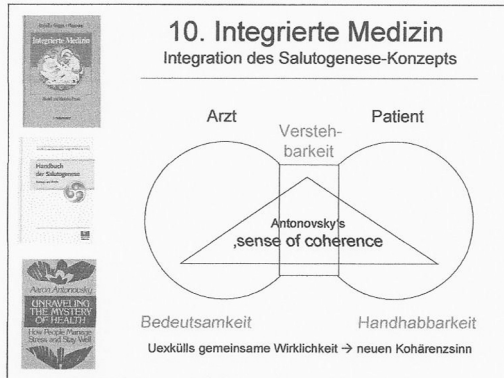 10. Integrierte Medizin
Integration des Salutogenese-Konzepts
Integrierte Medizin
Handbuch
der Salutogenese
Aaron Antonovsky
UNRAVELING
THE MYSTERY
OF HEALTH
How People Manage
Stress and Stay Well
Arzt
Patient
Versteh-
barkeit
Antonovsky's
‚sense of coherence
Bedeutsamkeit
Handhabbarkeit
Uexkülls gemeinsame Wirklichkeit → neuen Kohärenzsinn